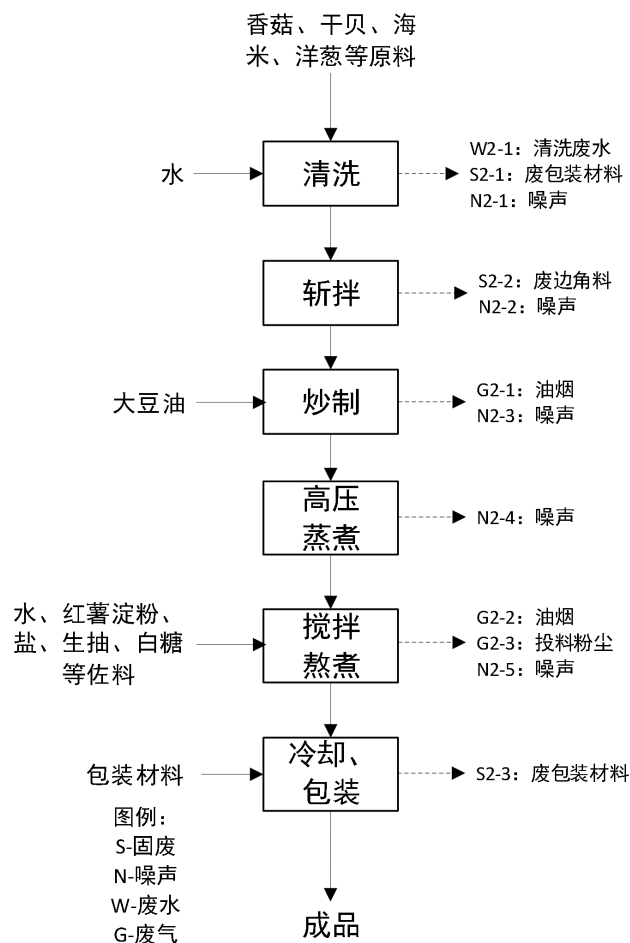 香菇、干贝、海
米、洋葱等原料
水
清洗
W2-1：清洗废水
S2-1：废包装材料
N2-1：噪声
斩拌
S2-2：废边角料
N2-2：噪声
大豆油
炒制
G2-1：油烟
N2-3：噪声
高压
蒸煮
N2-4：噪声
水、红薯淀粉、
盐、生抽、白糖
等佐料
搅拌
熬煮
G2-2：油烟
G2-3：投料粉尘
N2-5：噪声
包装材料
冷却、
包装
S2-3：废包装材料
图例：
S-固废
N-噪声
W-废水
G-废气
成品